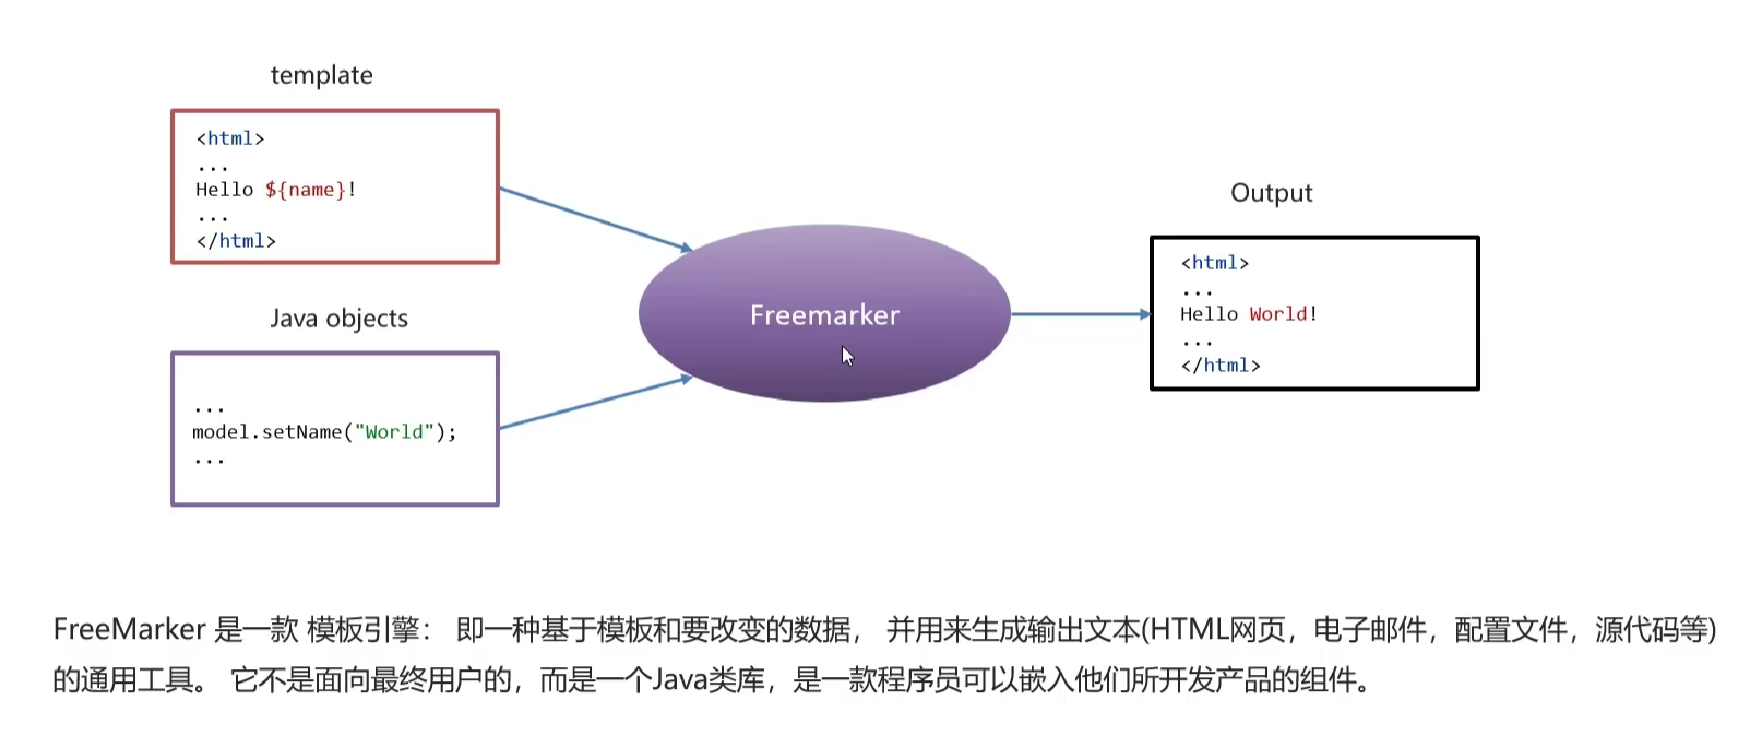 template
<html>
...
Hello ${name}!
...
</html>
Java objects
...
model.setName("World");
...
Freemarker
Output
<html>
...
Hello World!
...
</html>
FreeMarker 是一款 模板引擎： 即一种基于模板和要改变的数据， 并用来生成输出文本(HTML网页，电子邮件，配置文件，源代码等)
的通用工具。 它不是面向最终用户的，而是一个Java类库，是一款程序员可以嵌入他们所开发产品的组件。